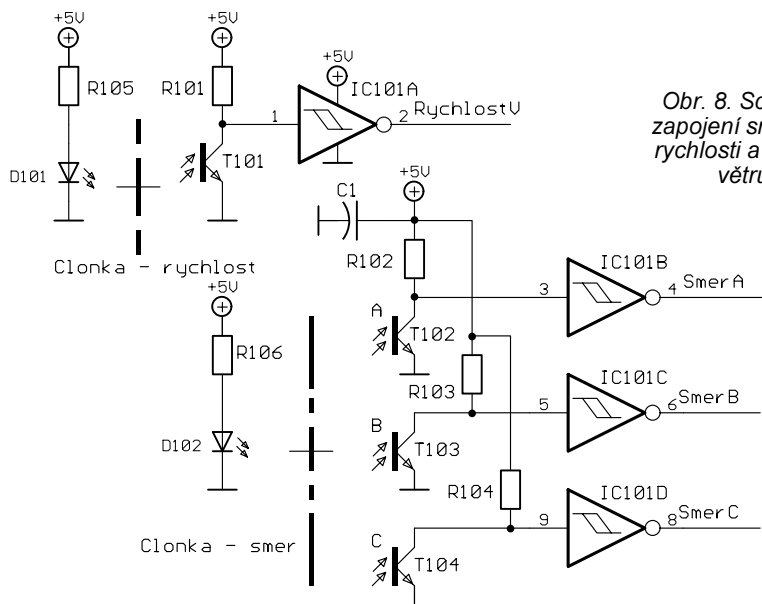 +5V
+5V
R105
R101
+5V
IC101A
1
2
RychlostV
D101
T101
Clonka - rychlost
Obr. 8. Sc
zapojení sn
rychlosti a
větru
+5V
C1
R102
IC101B
3
4
SmerA
A
T102
+5V
R106
R103
IC101C
5
6
SmerB
D102
B
T103
R104
IC101D
9
8
SmerC
Clonka - smer
C
T104